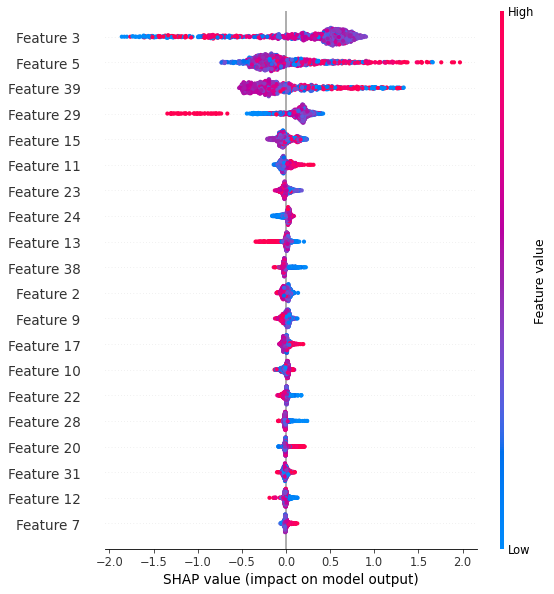 High
Feature 3
Feature 5
Feature 39
Feature 29
Feature 15
Feature 11
Feature 23
Feature 24
Feature 13
Feature 38
Feature 2
Feature 9
Feature 17
Feature 10
Feature 22
Feature 28
Feature 20
Feature 31
Feature 12
Feature 7
Feature value
Low
−2.0 −1.5 −1.0 −0.5 0.0 0.5 1.0 1.5 2.0
SHAP value (impact on model output)